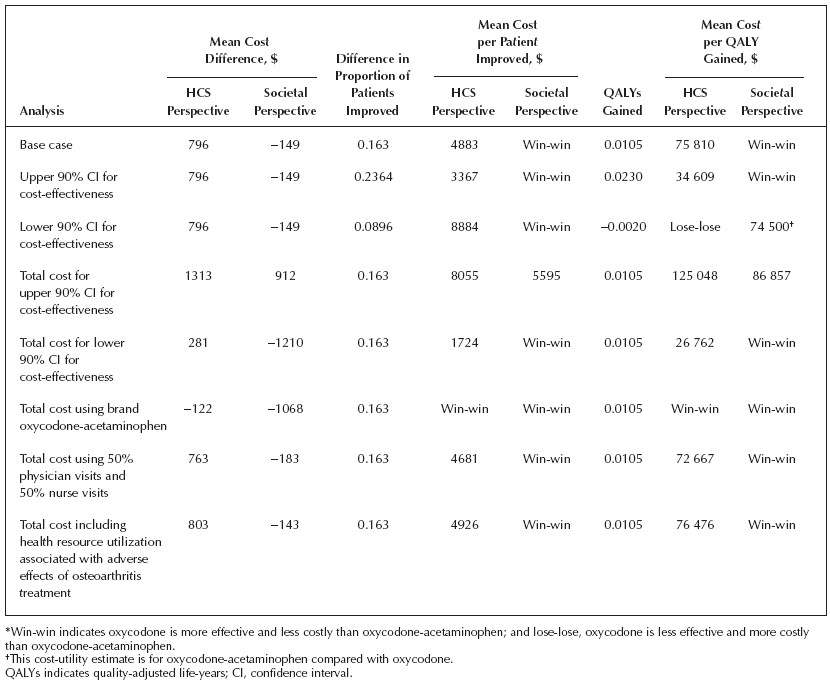 Mean Cost Difference, $
Difference in Proportion of Patients Improved
Mean Cost per Patient Improved, $
QALYs Gained
Mean Cost per QALY Gained, $
Analysis
HCS Perspective
Societal Perspective
HCS Perspective
Societal Perspective
HCS Perspective
Societal Perspective
Base case 796 −149 0.163 4883 Win-win 0.0105 75 810 Win-win
Upper 90% CI for 796 −149 0.2364 3367 Win-win 0.0230 34 609 Win-win
cost-effectiveness
Lower 90% CI for 796 −149 0.0896 8884 Win-win −0.0020 Lose-lose 74 500†
cost-effectiveness
Total cost for 1313 912 0.163 8055 5595 0.0105 125 048 86 857
upper 90% CI for
cost-effectiveness
Total cost for lower 281 −1210 0.163 1724 Win-win 0.0105 26 762 Win-win
90% CI for
cost-effectiveness
Total cost using brand −122 −1068 0.163 Win-win Win-win 0.0105 Win-win Win-win
oxycodone-acetaminophen
Total cost using 50% 763 −183 0.163 4681 Win-win 0.0105 72 667 Win-win
physician visits and
50% nurse visits
Total cost including 803 −143 0.163 4926 Win-win 0.0105 76 476 Win-win
health resource utilization
associated with adverse
effects of osteoarthritis
treatment
*Win-win indicates oxycodone is more effective and less costly than oxycodone-acetaminophen; and lose-lose, oxycodone is less effective and more costly
than oxycodone-acetaminophen.
†This cost-utility estimate is for oxycodone-acetaminophen compared with oxycodone.
QALYs indicates quality-adjusted life-years; CI, confidence interval.